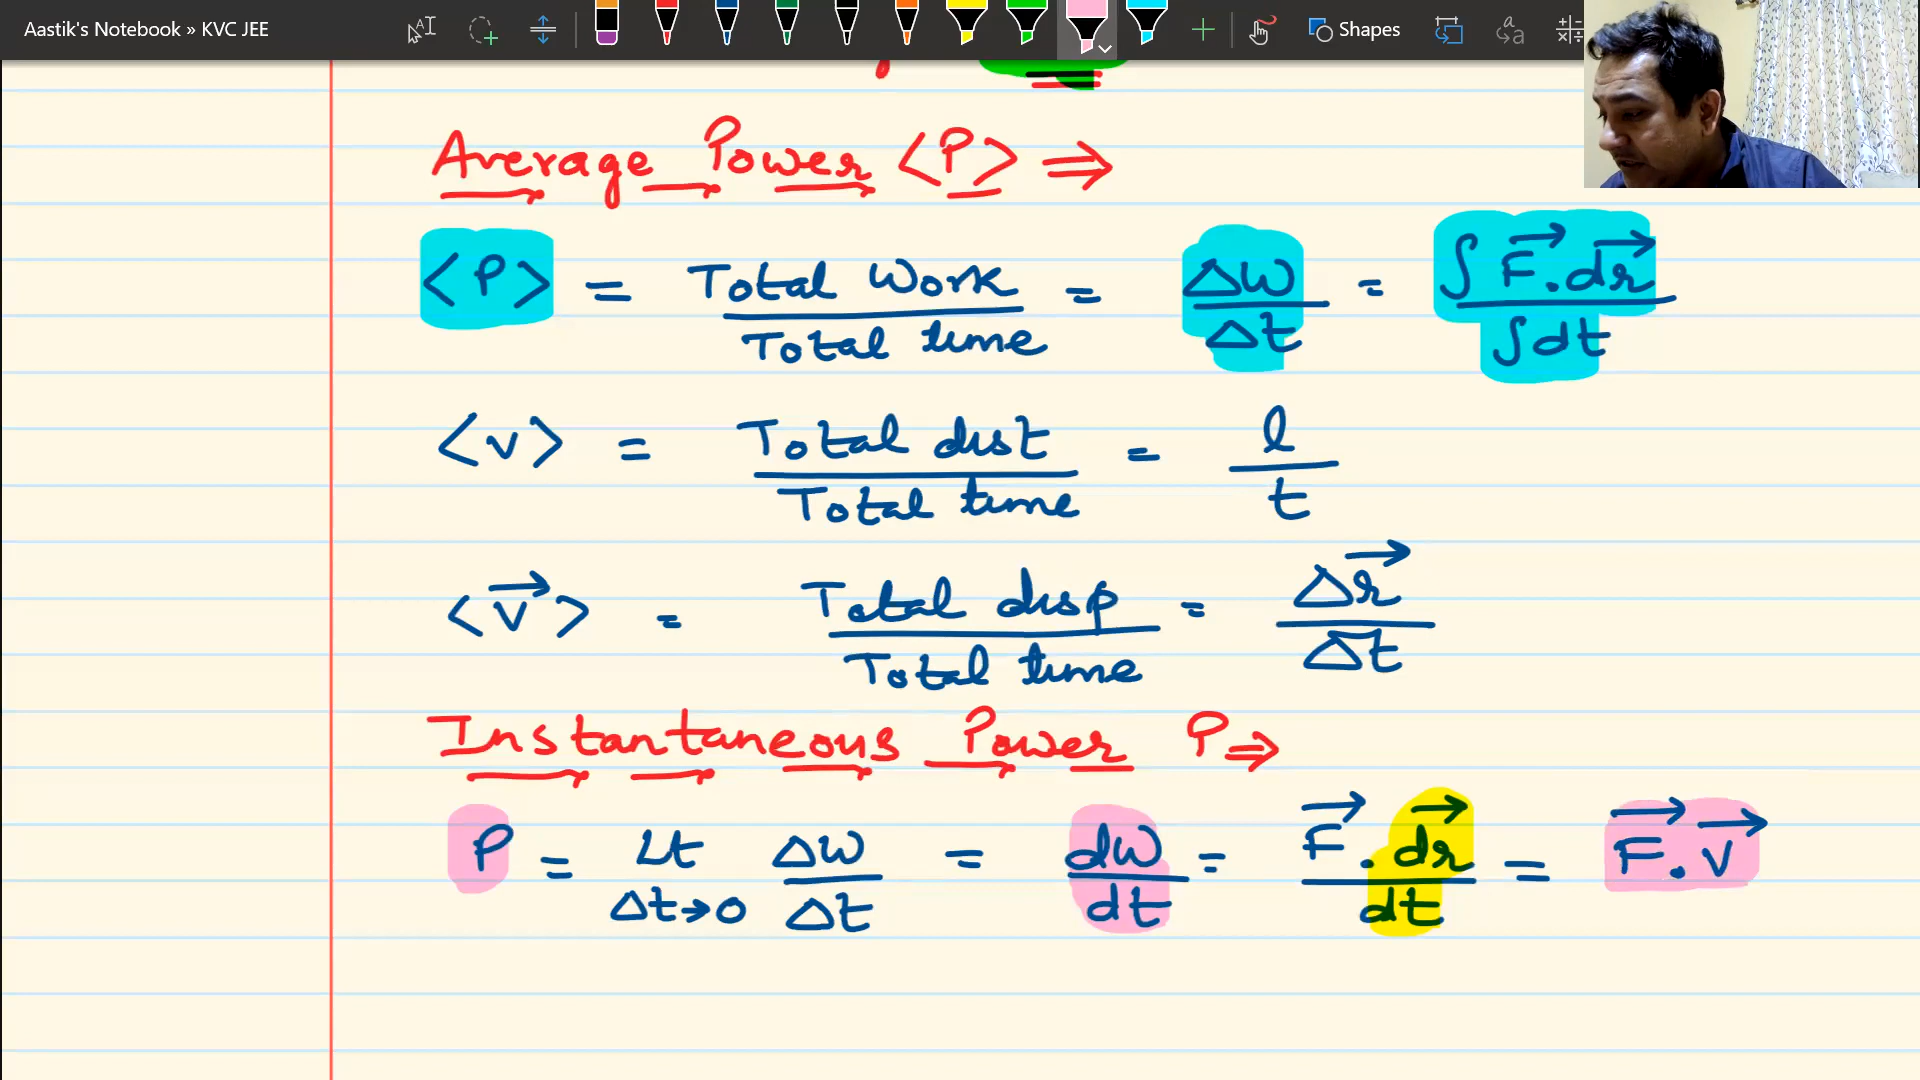 Aastik's Notebook » KVC JEE
Shapes
Average Power <P> ⇒
<P> = Total Work / Total time = ΔW / Δt = ∫ F⃗ . dr⃗ / ∫ dt
<v> = Total dist / Total time = l / t
<v⃗> = Total disp / Total time = Δr⃗ / Δt
Instantaneous Power P ⇒
P = Lt Δt→0 ΔW / Δt = dW / dt = F⃗ . dr⃗ / dt = F⃗ . v⃗